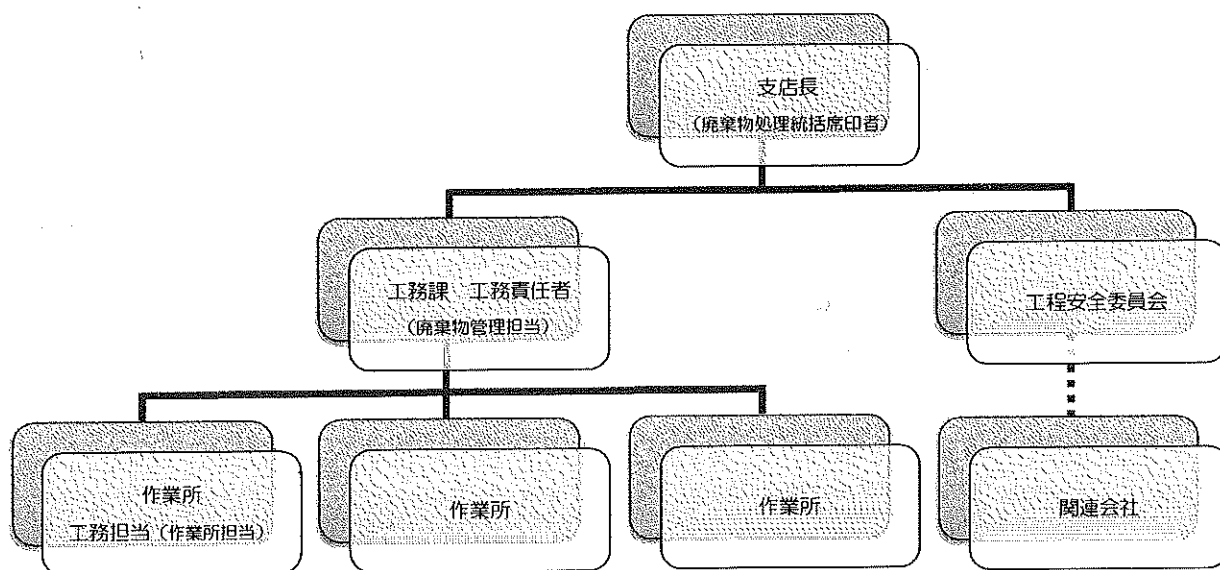 支店長
（廃棄物処理統括席印者）
工務課　工務責任者
（廃棄物管理担当）
工程安全委員会
作業所
工務担当（作業所担当）
作業所
作業所
関連会社